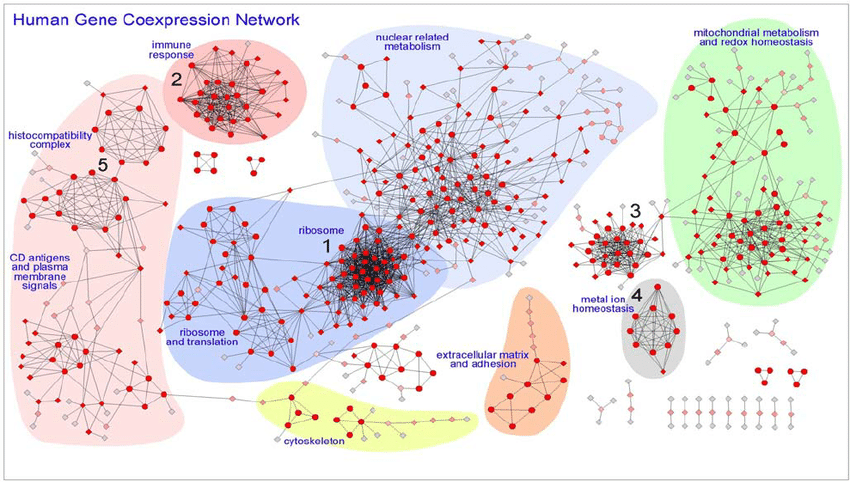 Human Gene Coexpression Network
immune
response
2
nuclear related
metabolism
mitochondrial metabolism
and redox homeostasis
histocompatibility
complex
5
ribosome
1
3
CD antigens
and plasma
membrane
signals
metal ion
homeostasis
4
ribosome
and translation
extracellular matrix
and adhesion
cytoskeleton